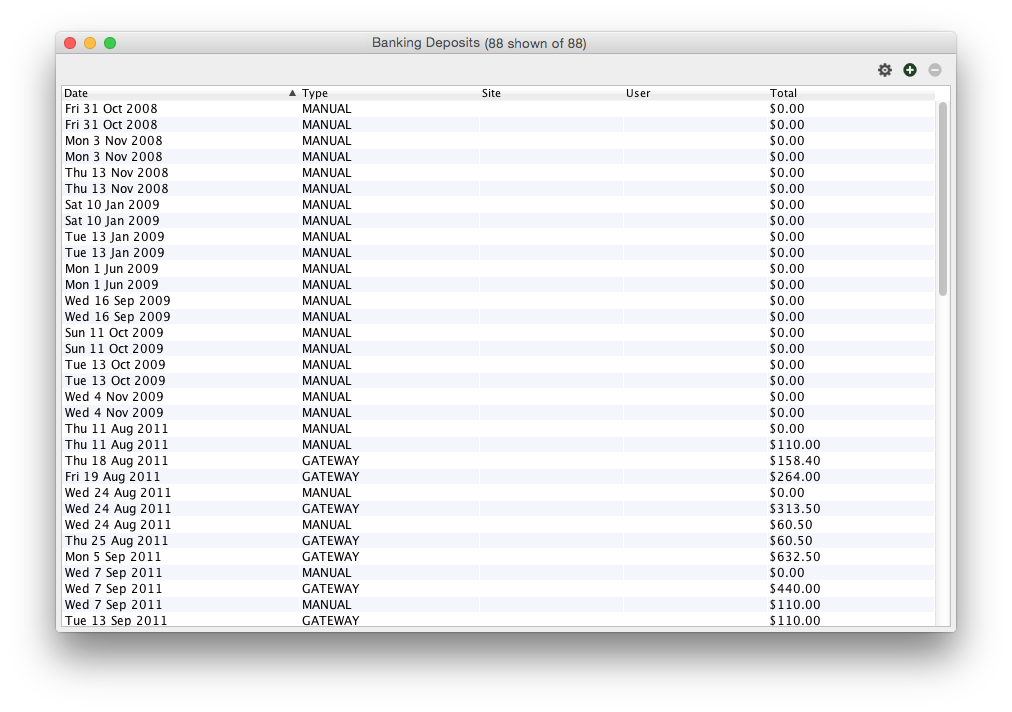 Banking Deposits (88 shown of 88)
Date Type Site User Total
Fri 31 Oct 2008 MANUAL $0.00
Fri 31 Oct 2008 MANUAL $0.00
Mon 3 Nov 2008 MANUAL $0.00
Mon 3 Nov 2008 MANUAL $0.00
Thu 13 Nov 2008 MANUAL $0.00
Thu 13 Nov 2008 MANUAL $0.00
Sat 10 Jan 2009 MANUAL $0.00
Sat 10 Jan 2009 MANUAL $0.00
Tue 13 Jan 2009 MANUAL $0.00
Tue 13 Jan 2009 MANUAL $0.00
Mon 1 Jun 2009 MANUAL $0.00
Mon 1 Jun 2009 MANUAL $0.00
Wed 16 Sep 2009 MANUAL $0.00
Wed 16 Sep 2009 MANUAL $0.00
Sun 11 Oct 2009 MANUAL $0.00
Sun 11 Oct 2009 MANUAL $0.00
Tue 13 Oct 2009 MANUAL $0.00
Tue 13 Oct 2009 MANUAL $0.00
Wed 4 Nov 2009 MANUAL $0.00
Wed 4 Nov 2009 MANUAL $0.00
Thu 11 Aug 2011 MANUAL $0.00
Thu 11 Aug 2011 MANUAL $110.00
Thu 18 Aug 2011 GATEWAY $158.40
Fri 19 Aug 2011 GATEWAY $264.00
Wed 24 Aug 2011 MANUAL $0.00
Wed 24 Aug 2011 GATEWAY $313.50
Wed 24 Aug 2011 MANUAL $60.50
Thu 25 Aug 2011 GATEWAY $60.50
Mon 5 Sep 2011 GATEWAY $632.50
Wed 7 Sep 2011 MANUAL $0.00
Wed 7 Sep 2011 GATEWAY $440.00
Wed 7 Sep 2011 MANUAL $110.00
Tue 13 Sep 2011 GATEWAY $110.00